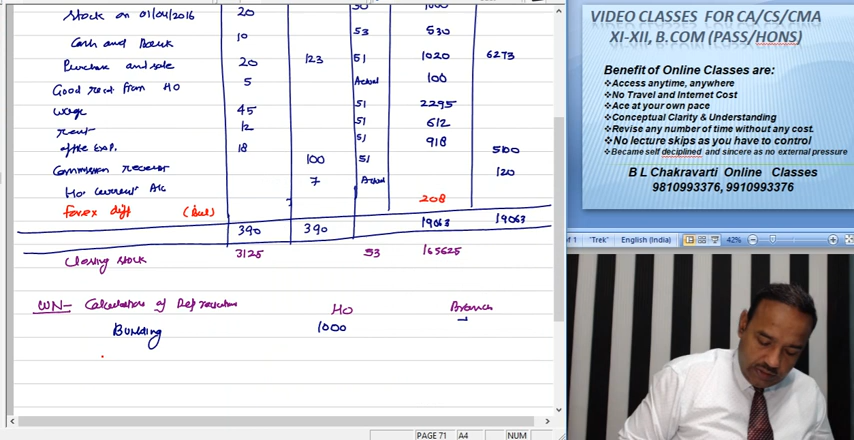 50 1000
Stock on 01/04/2016 20
Cash and Bank 10 53 530
Purchase and sale 20 123 51 1020 6273
Good recd from HO 5 Actual 100
Wage 45 51 2295
rent 12 51 612
office Exp. 18 51 918
Commission received 100 51 5100
Ho current A/c 7 Actual 120
Forex diff (Bal) 208
390 390 19063 19063
Closing stock 3125 53 165625
WN- Calculation of Depreciation HO Branch
Building 1000 -
PAGE 71 A4 NUM
VIDEO CLASSES FOR CA/CS/CMA
XI-XII, B.COM (PASS/HONS)
Benefit of Online Classes are:
❖Access anytime, anywhere
❖No Travel and Internet Cost
❖Ace at your own pace
❖Conceptual Clarity & Understanding
❖Revise any number of time without any cost.
❖No lecture skips as you have to control
❖Became self deciplined and sincere as no external pressure
B L Chakravarti Online Classes
9810993376, 9910993376
of 1 "Trek" English (India) 42%